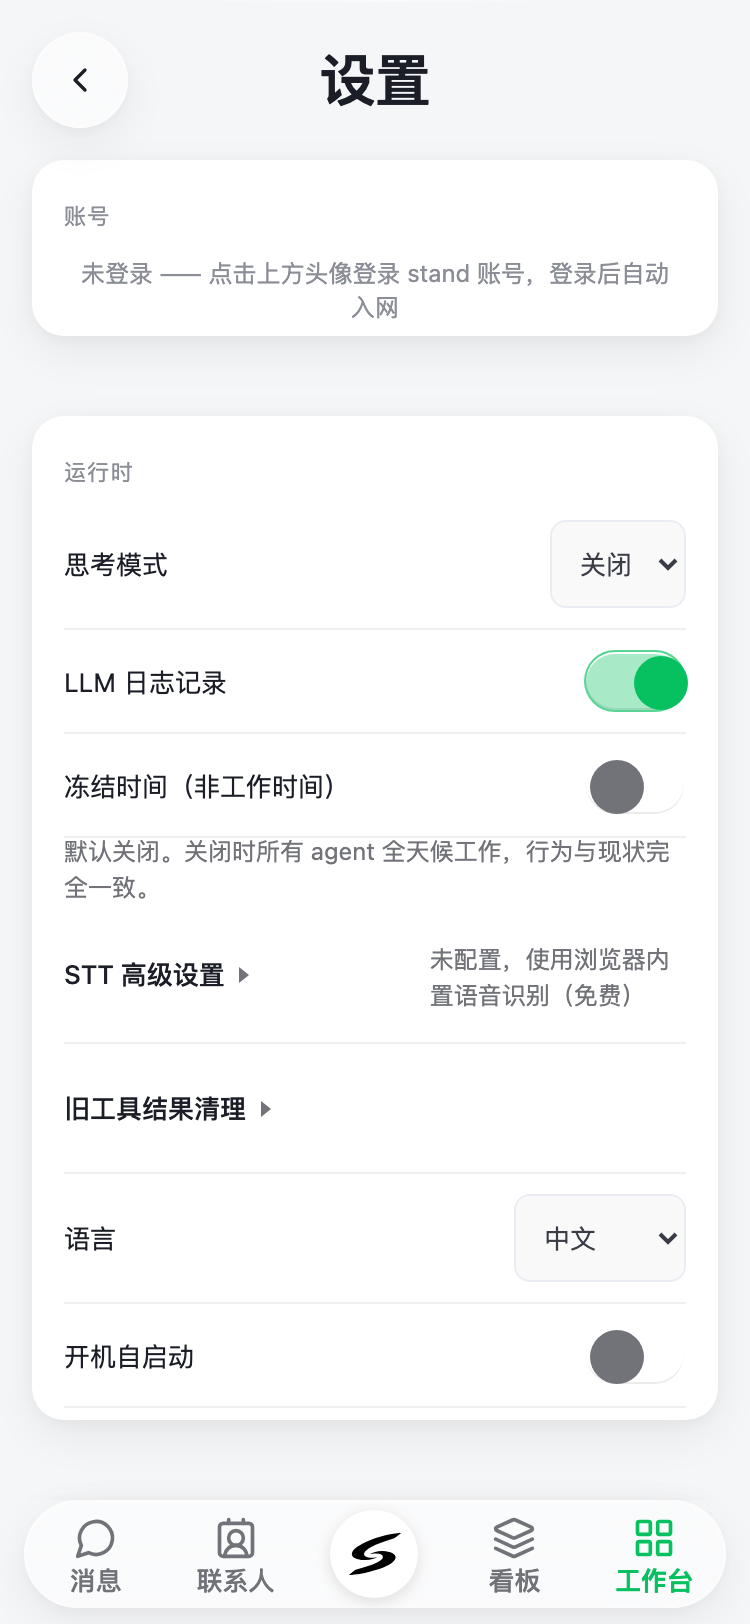 设置
账号
未登录 —— 点击上方头像登录 stand 账号，登录后自动
入网
运行时
思考模式
关闭
LLM 日志记录
冻结时间（非工作时间）
默认关闭。关闭时所有 agent 全天候工作，行为与现状完
全一致。
STT 高级设置
未配置，使用浏览器内
置语音识别（免费）
旧工具结果清理
语言
中文
开机自启动
消息
联系人
看板
工作台